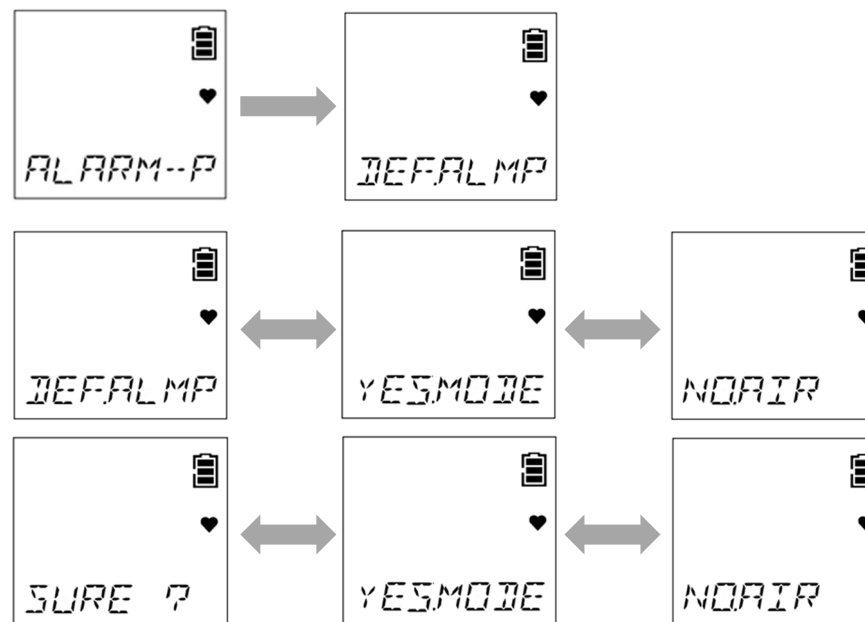 ALARM--P
DEF.ALMP
DEF.ALMP
YES.MODE
NO.AIR
SURE ?
YES.MODE
NO.AIR